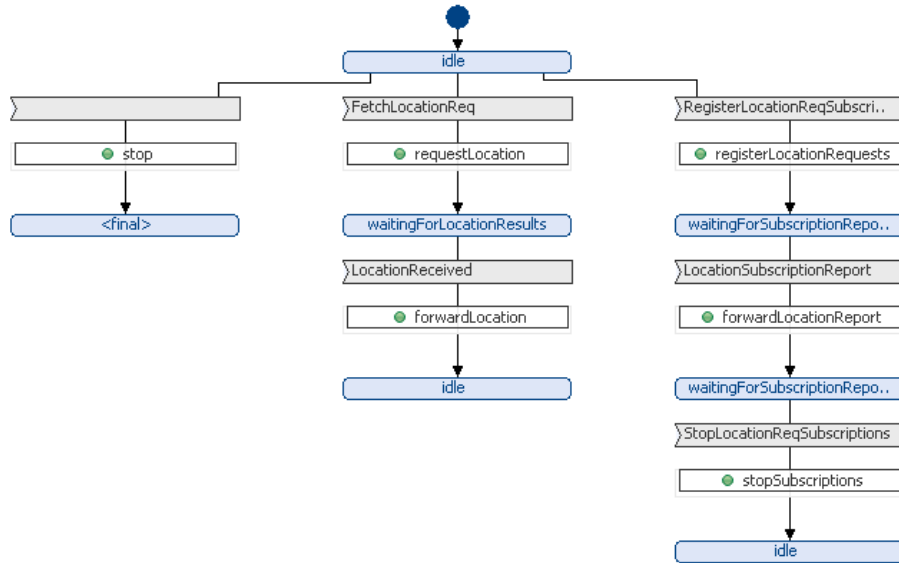 idle
FetchLocationReq
RegisterLocationReqSubscri..
stop
requestLocation
registerLocationRequests
<final>
waitingForLocationResults
waitingForSubscriptionRepo..
LocationReceived
LocationSubscriptionReport
forwardLocation
forwardLocationReport
idle
waitingForSubscriptionRepo..
StopLocationReqSubscriptions
stopSubscriptions
idle